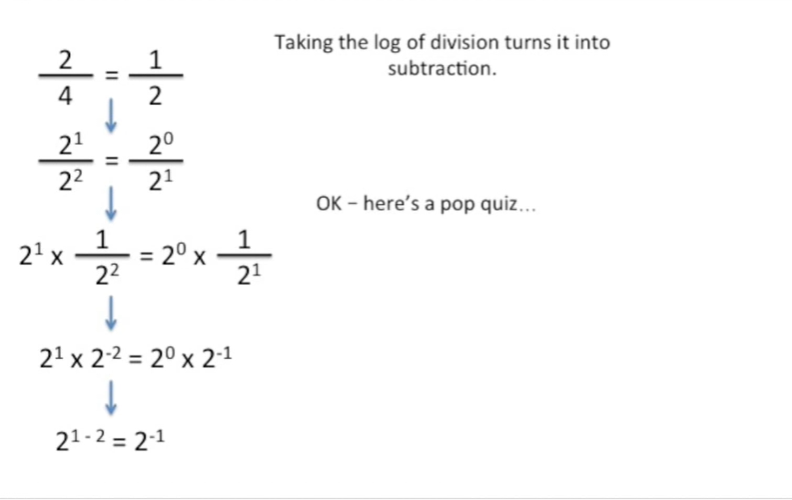 Taking the log of division turns it into
subtraction.
2/4 = 1/2
2¹/2² = 2⁰/2¹
OK – here's a pop quiz…
2¹ x 1/2² = 2⁰ x 1/2¹
2¹ x 2⁻² = 2⁰ x 2⁻¹
2¹⁻² = 2⁻¹